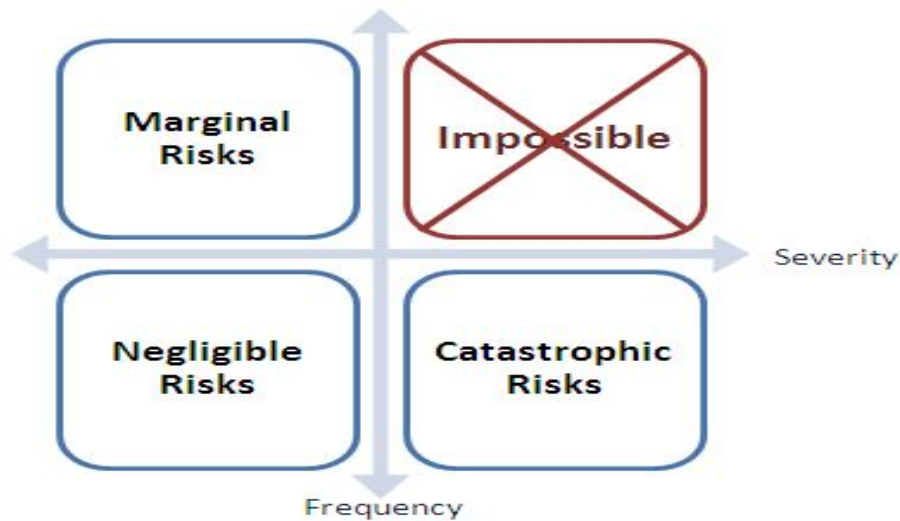 Marginal
Risks
Impossible
Severity
Negligible
Risks
Catastrophic
Risks
Frequency